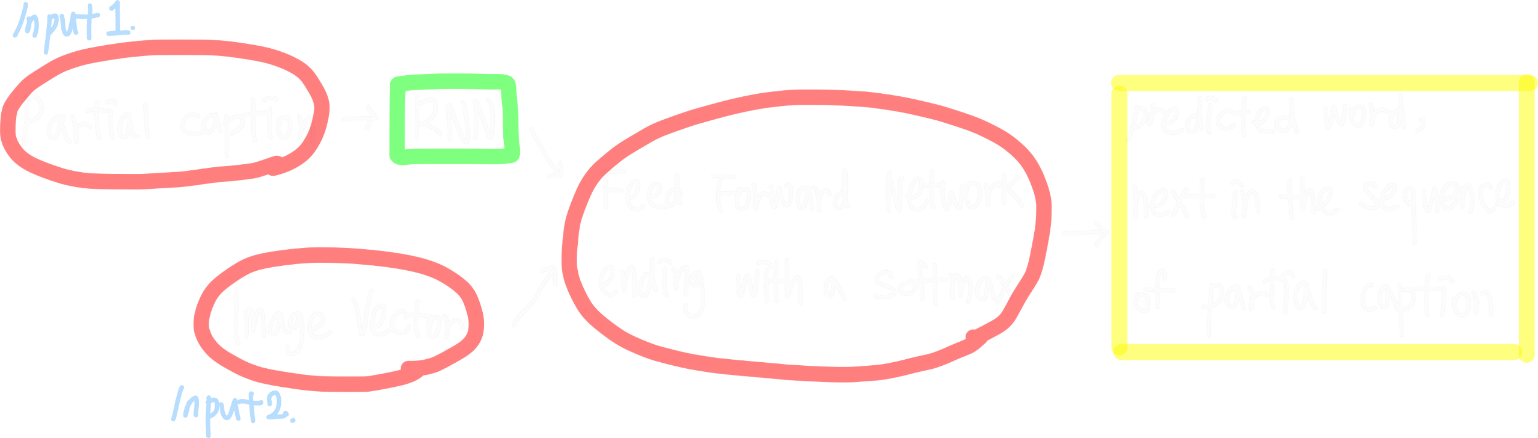 Input 1.
Partial caption → RNN
Feed Forward Network
ending with a softmax
Image Vector
Input 2.
→ predicted word,
next in the sequence
of partial caption